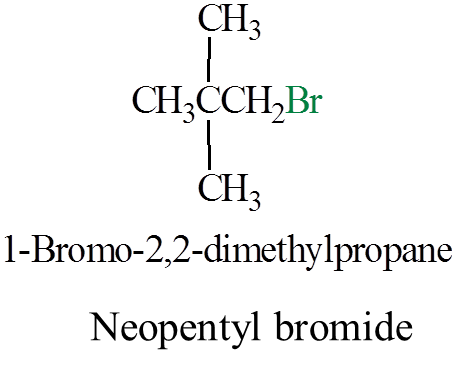 CH3
CH3CCH2Br
CH3
1-Bromo-2,2-dimethylpropane
Neopentyl bromide